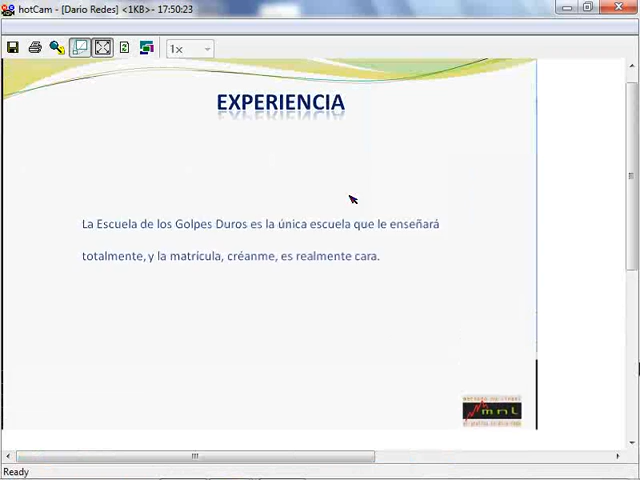 hotCam - [Dario Redes] <1KB> - 17:50:23
1x
EXPERIENCIA
La Escuela de los Golpes Duros es la única escuela que le enseñará
totalmente, y la matrícula, créanme, es realmente cara.
mnl
Ready